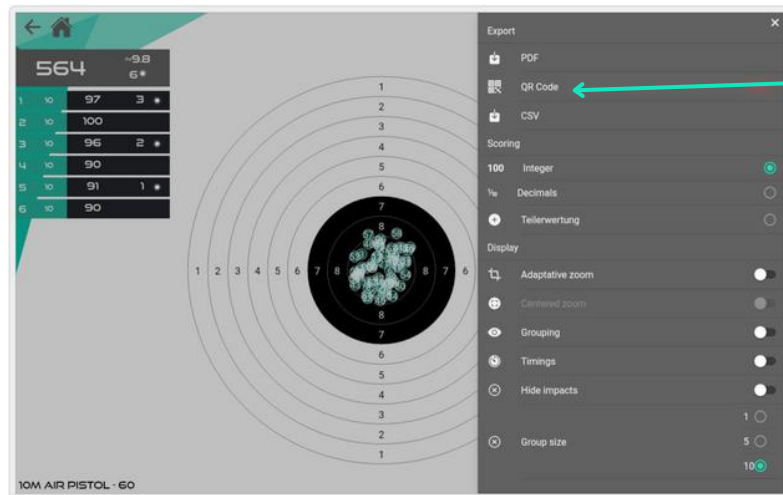 564 ~9.8
6*
1 10 97 3 *
2 10 100
3 10 96 2 *
4 10 90
5 10 91 1 *
6 10 90
1
2
3
4
5
6
7
8
1 2 3 4 5 6 7 8 8 7 6
8
7
6
5
4
3
2
1
10M AIR PISTOL - 60
Export
PDF
QR Code
CSV
Scoring
100 Integer
1/10 Decimals
Teilerwertung
Display
Adaptative zoom
Centered zoom
Grouping
Timings
Hide impacts
1
Group size 5
10